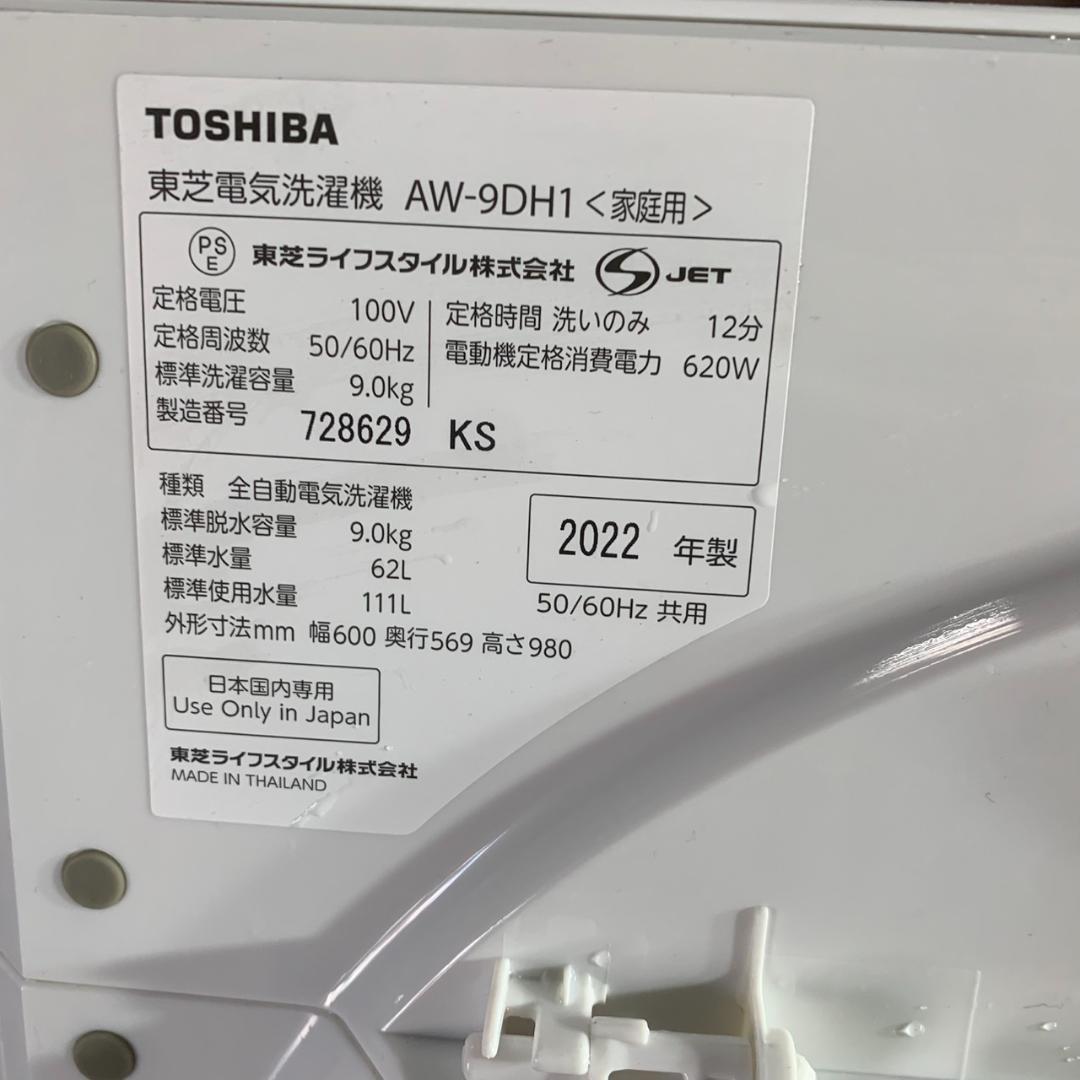 TOSHIBA
東芝電気洗濯機 AW-9DH1<家庭用>
PS E 東芝ライフスタイル株式会社 S JET
定格電圧 100V
定格周波数 50/60Hz
標準洗濯容量 9.0kg
製造番号 728629 KS
定格時間 洗いのみ 12分
電動機定格消費電力 620W
種類 全自動電気洗濯機
標準脱水容量 9.0kg
標準水量 62L
標準使用水量 111L
外形寸法mm 幅600 奥行569 高さ980
2022 年製
50/60Hz 共用
日本国内専用
Use Only in Japan
東芝ライフスタイル株式会社
MADE IN THAILAND